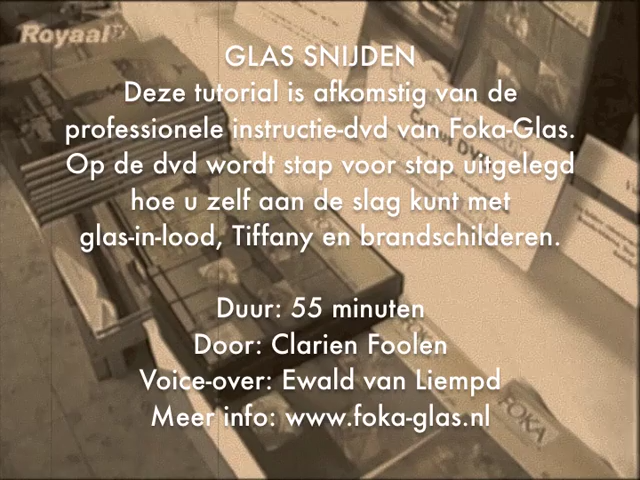 RoyaalTV
GLAS SNIJDEN
Deze tutorial is afkomstig van de
professionele instructie-dvd van Foka-Glas.
Op de dvd wordt stap voor stap uitgelegd
hoe u zelf aan de slag kunt met
glas-in-lood, Tiffany en brandschilderen.
Duur: 55 minuten
Door: Clarien Foolen
Voice-over: Ewald van Liempd
Meer info: www.foka-glas.nl
FOKA